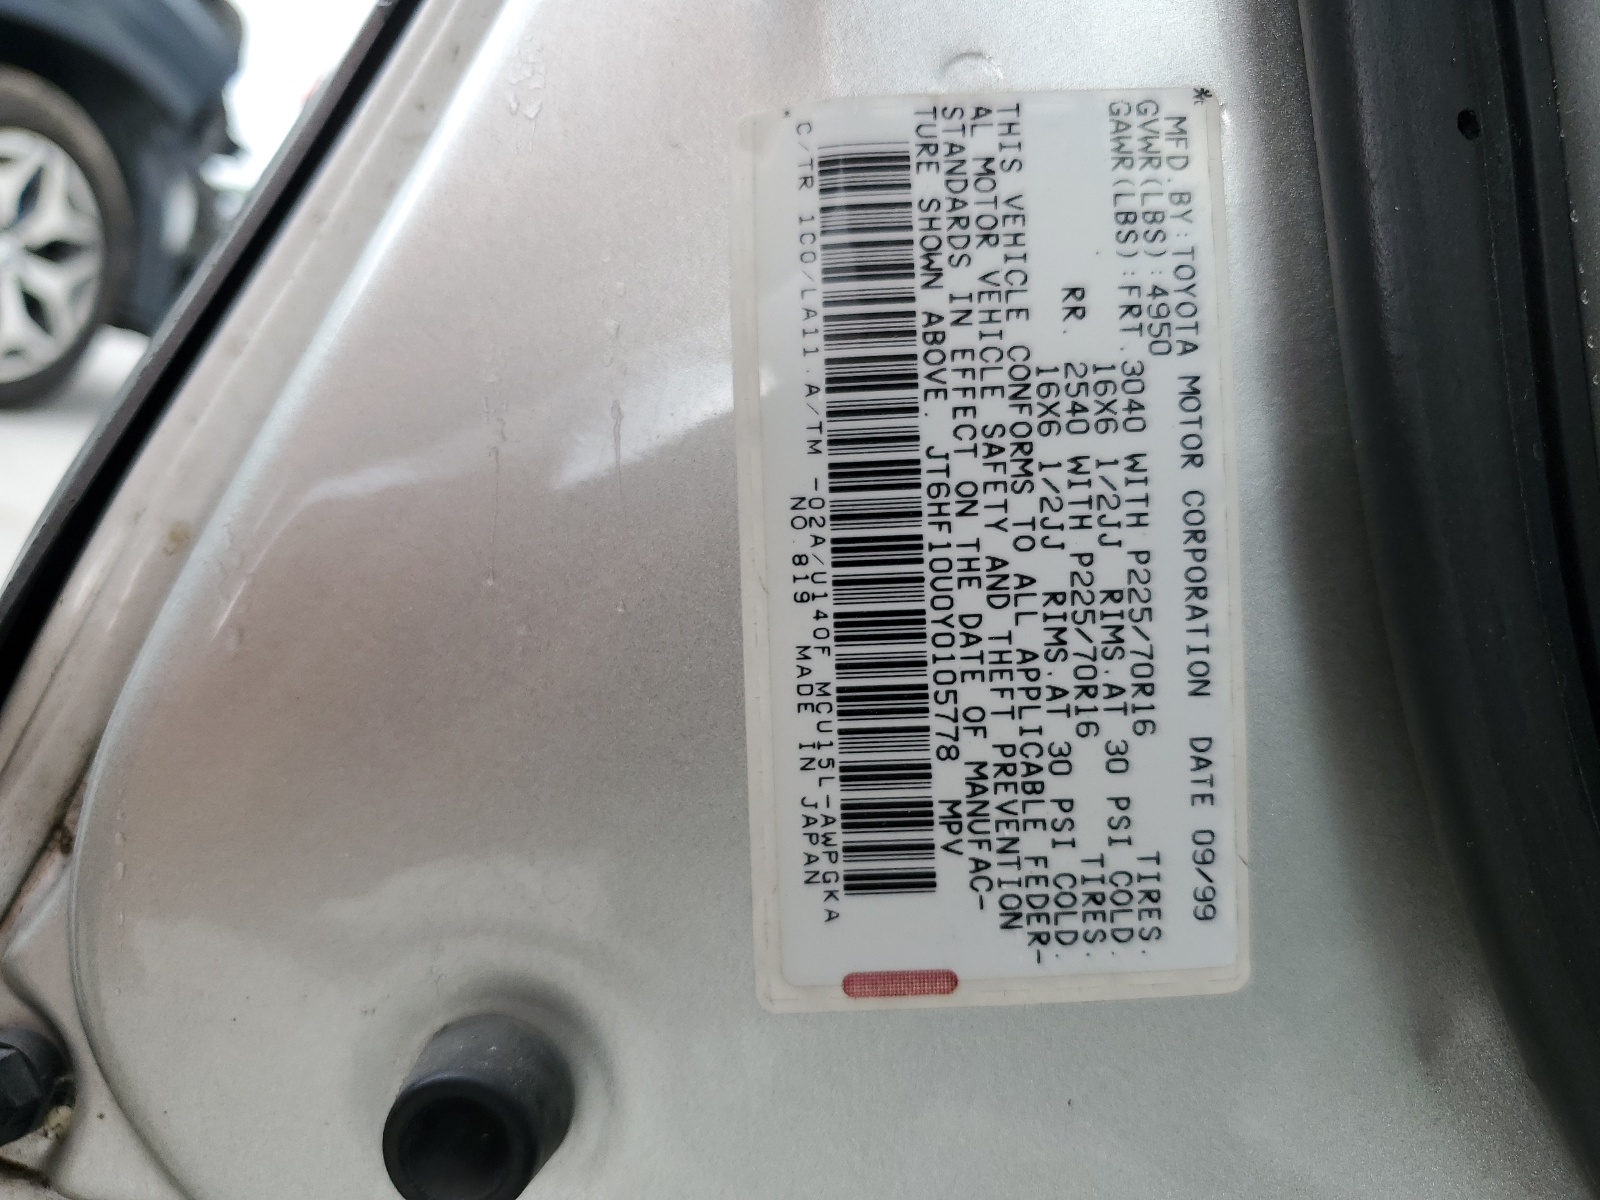 *
MFD.BY:TOYOTA MOTOR CORPORATION DATE 09/99
GVWR(LBS):4950
GAWR(LBS):FRT.3040 WITH P225/70R16 TIRES.
16X6 1/2JJ RIMS.AT 30 PSI COLD.
RR. 2540 WITH P225/70R16 TIRES.
16X6 1/2JJ RIMS.AT 30 PSI COLD.
THIS VEHICLE CONFORMS TO ALL APPLICABLE FEDER-
AL MOTOR VEHICLE SAFETY AND THEFT PREVENTION
STANDARDS IN EFFECT ON THE DATE OF MANUFAC-
TURE SHOWN ABOVE. JT6HF10U0Y0105778 MPV
C/TR 1C0/LA11.A/TM -02A/U140F MCU15L-AWPGKA
NO.819 MADE IN JAPAN